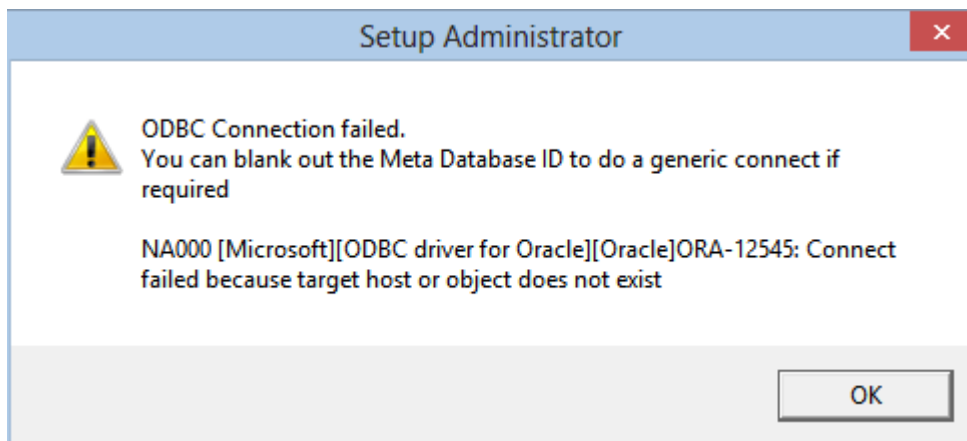 Setup Administrator
ODBC Connection failed.
You can blank out the Meta Database ID to do a generic connect if
required
NA000 [Microsoft][ODBC driver for Oracle][Oracle]ORA-12545: Connect
failed because target host or object does not exist
OK